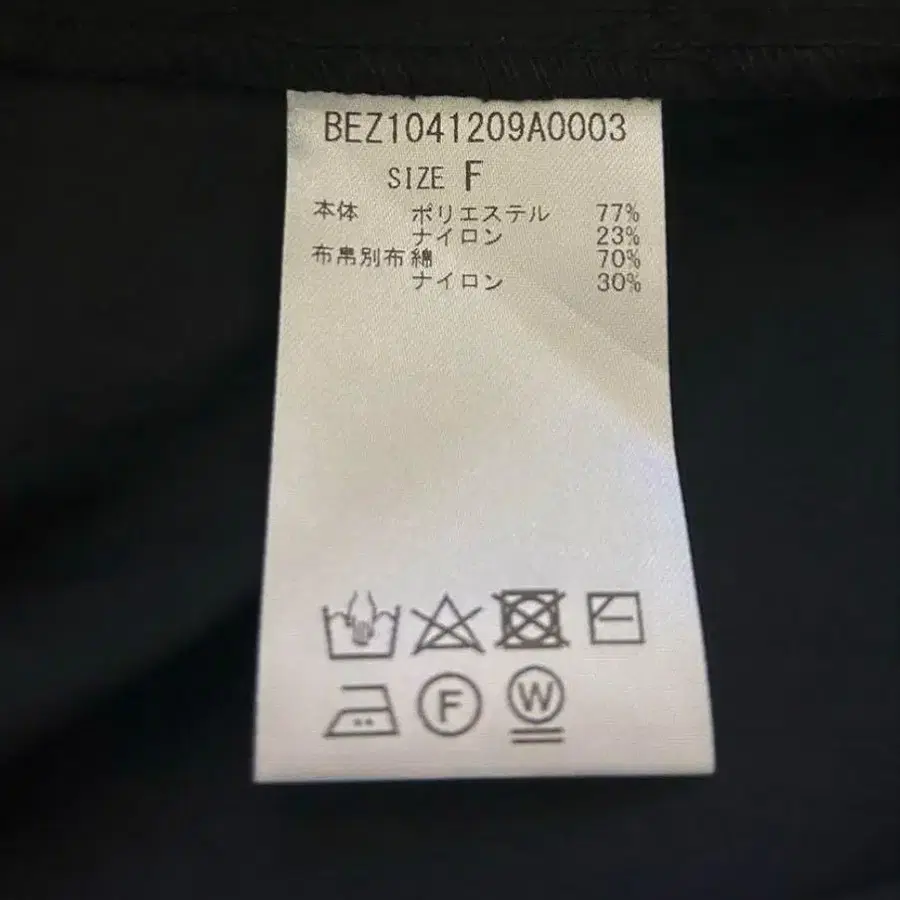 BEZ1041209A0003
SIZE F
本体 ポリエステル 77%
ナイロン 23%
布帛別布 綿 70%
ナイロン 30%
F W